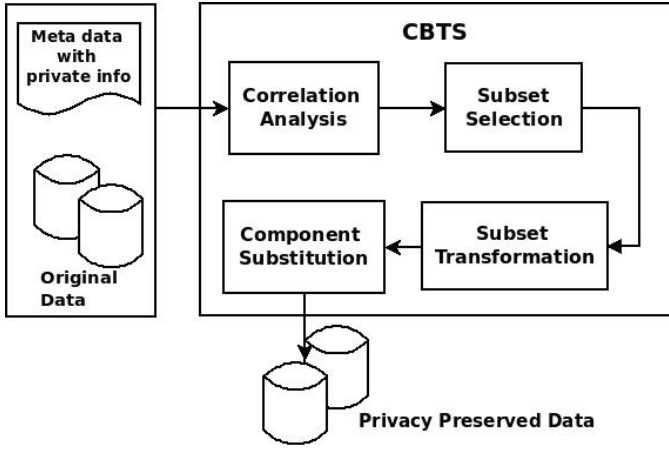 Meta data
with
private info
Original
Data
CBTS
Correlation
Analysis
Subset
Selection
Component
Substitution
Subset
Transformation
Privacy Preserved Data